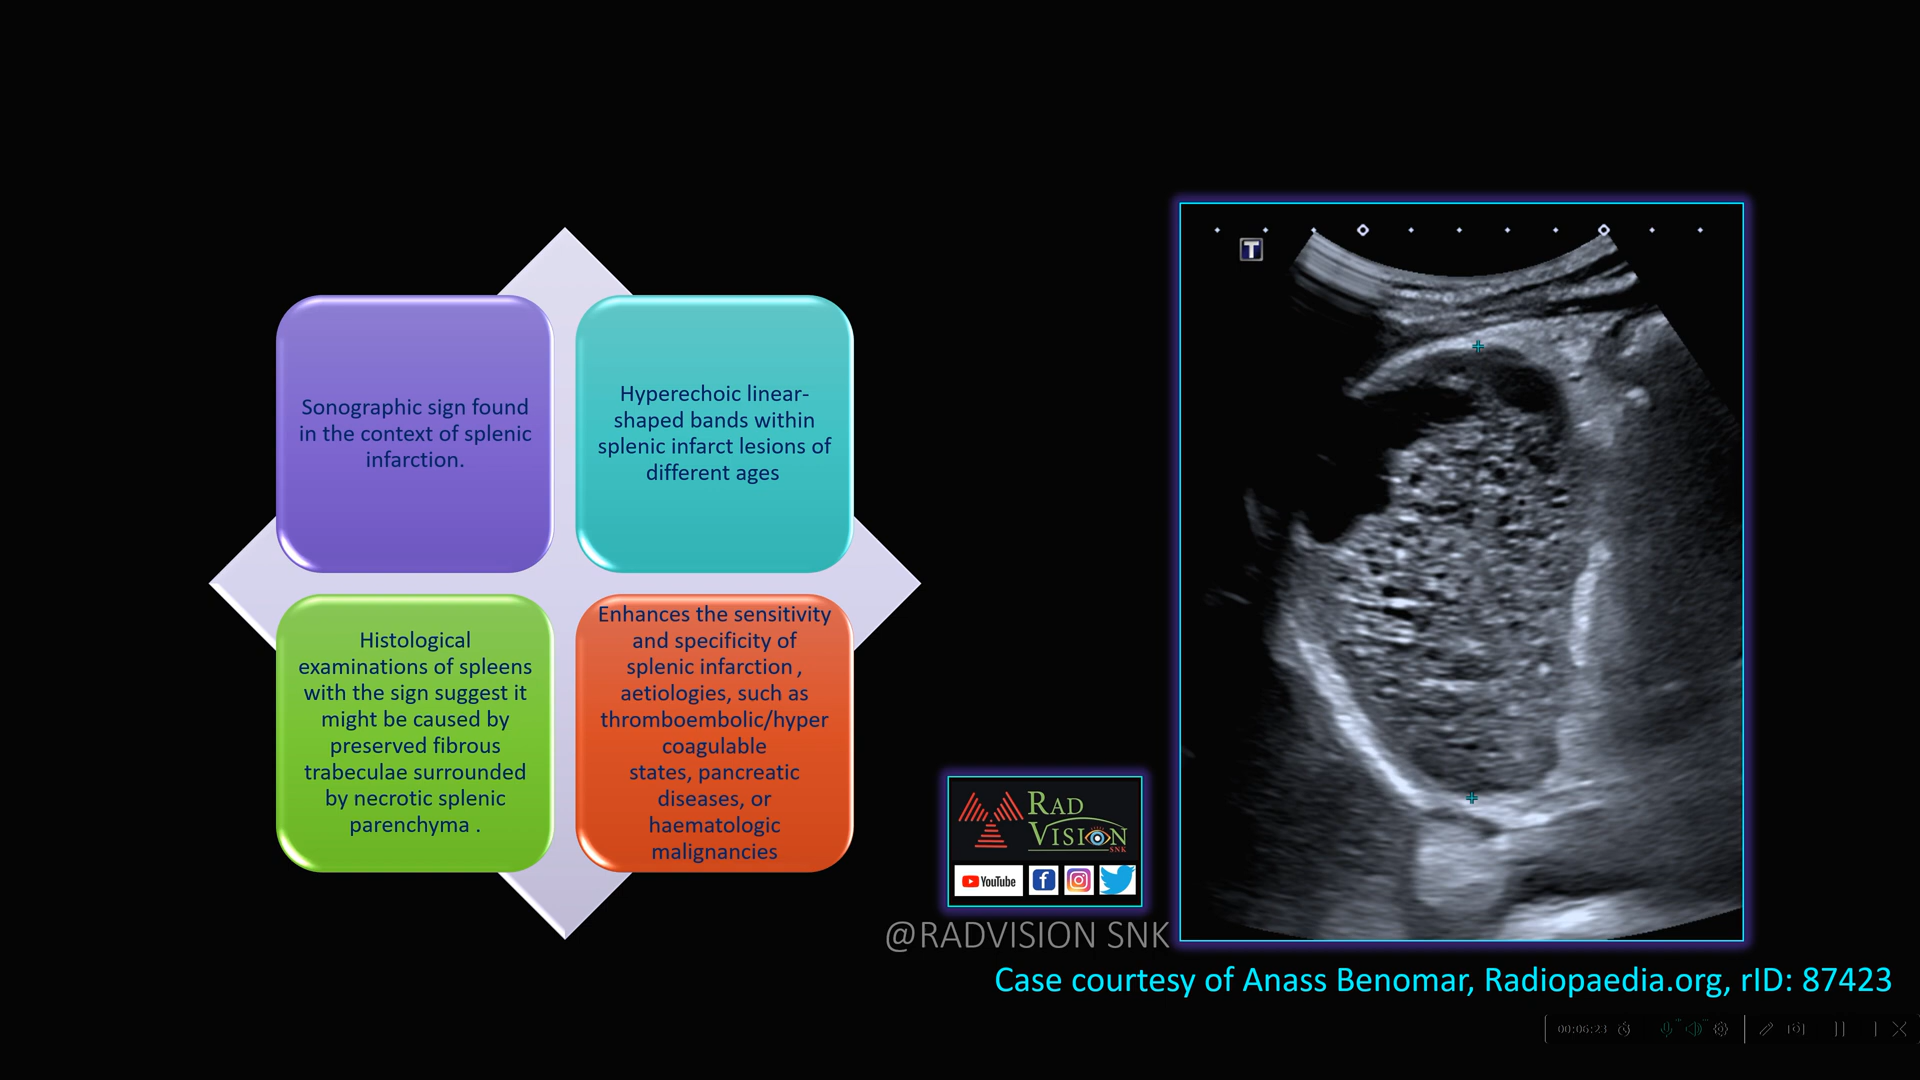 Sonographic sign found
in the context of splenic
infarction.
Hyperechoic linear-
shaped bands within
splenic infarct lesions of
different ages
Histological
examinations of spleens
with the sign suggest it
might be caused by
preserved fibrous
trabeculae surrounded
by necrotic splenic
parenchyma .
Enhances the sensitivity
and specificity of
splenic infarction ,
aetiologies, such as
thromboembolic/hyper
coagulable
states, pancreatic
diseases, or
haematologic
malignancies
T
RAD
VISION
SNK
YouTube
@RADVISION SNK
Case courtesy of Anass Benomar, Radiopaedia.org, rID: 87423
00:06:23